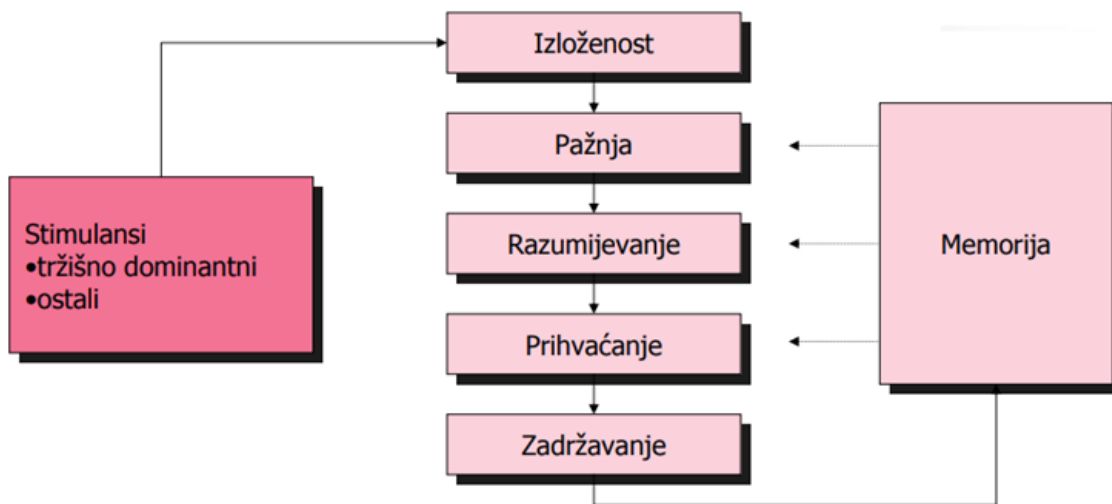 Izloženost
Pažnja
Stimulansi
•tržišno dominantni
•ostali
Razumijevanje
Memorija
Prihvaćanje
Zadržavanje